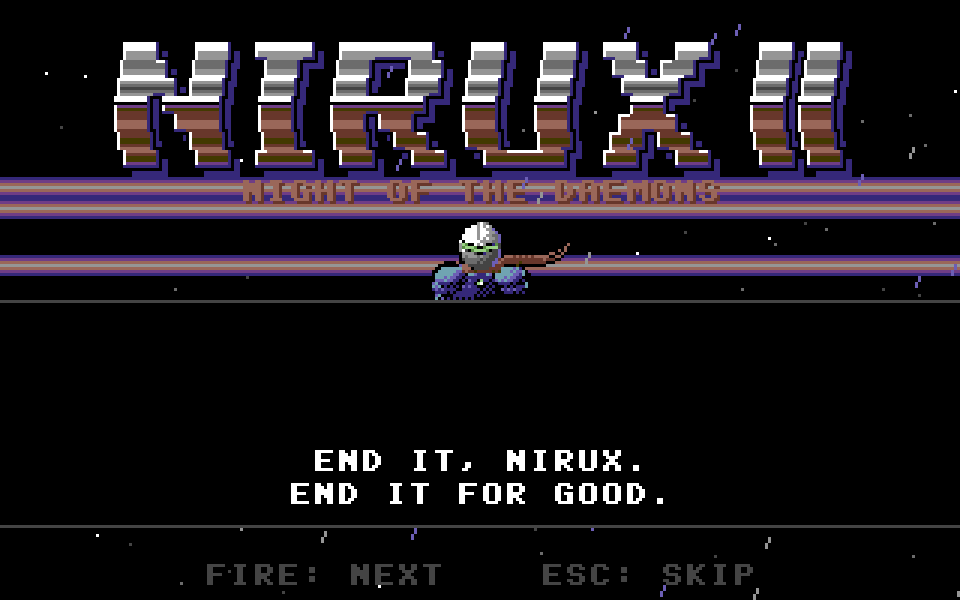 NIRUX II
NIGHT OF THE DAEMONS
END IT, NIRUX.
END IT FOR GOOD.
FIRE: NEXT ESC: SKIP